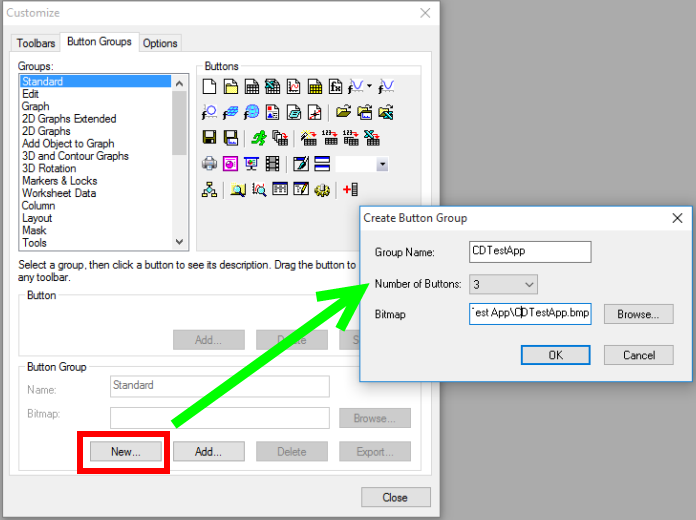 Customize
Toolbars Button Groups Options
Groups:
Standard
Edit
Graph
2D Graphs Extended
2D Graphs
Add Object to Graph
3D and Contour Graphs
3D Rotation
Markers & Locks
Worksheet Data
Column
Layout
Mask
Tools
Buttons
Select a group, then click a button to see its description. Drag the button to
any toolbar.
Button
Add... Delete S
Button Group
Name: Standard
Bitmap: Browse...
New... Add... Delete Export...
Close
Create Button Group
Group Name: CDTestApp
Number of Buttons: 3
Bitmap est App\CDTestApp.bmp Browse...
OK Cancel